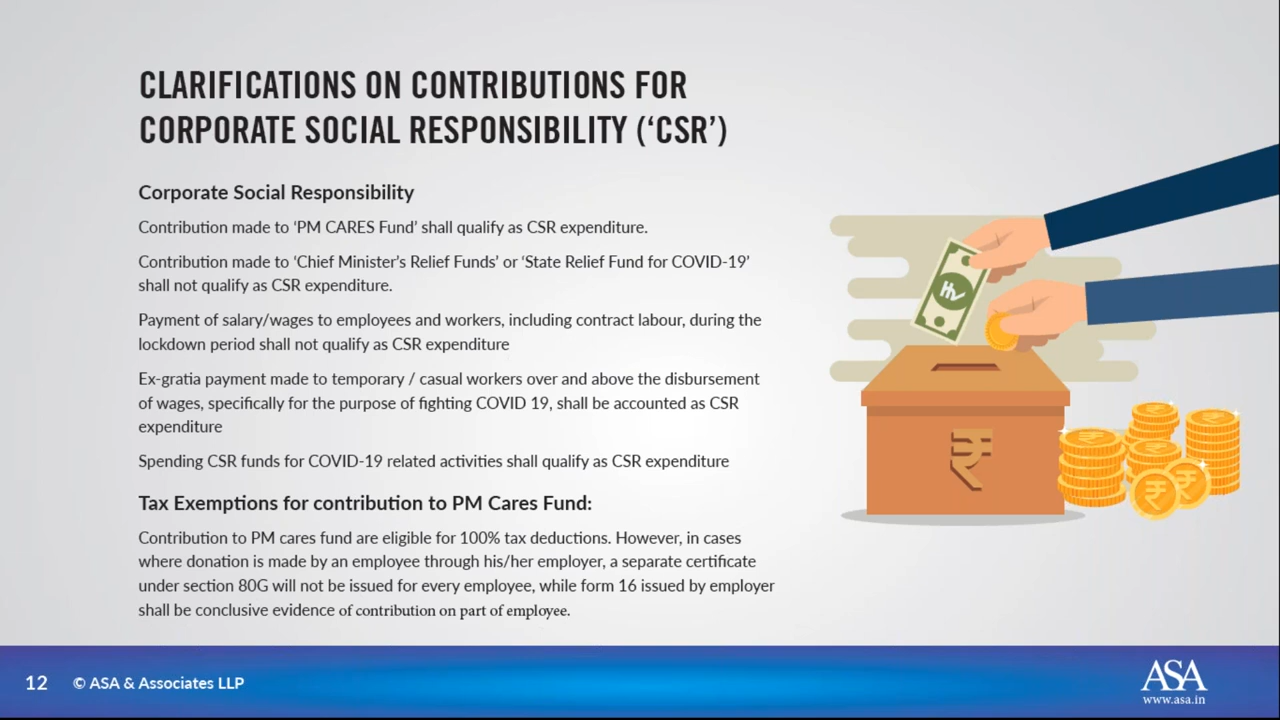 CLARIFICATIONS ON CONTRIBUTIONS FOR
CORPORATE SOCIAL RESPONSIBILITY (‘CSR’)
Corporate Social Responsibility
Contribution made to ‘PM CARES Fund’ shall qualify as CSR expenditure.
Contribution made to ‘Chief Minister’s Relief Funds’ or ‘State Relief Fund for COVID-19’
shall not qualify as CSR expenditure.
Payment of salary/wages to employees and workers, including contract labour, during the
lockdown period shall not qualify as CSR expenditure
Ex-gratia payment made to temporary / casual workers over and above the disbursement
of wages, specifically for the purpose of fighting COVID 19, shall be accounted as CSR
expenditure
Spending CSR funds for COVID-19 related activities shall qualify as CSR expenditure
Tax Exemptions for contribution to PM Cares Fund:
Contribution to PM cares fund are eligible for 100% tax deductions. However, in cases
where donation is made by an employee through his/her employer, a separate certificate
under section 80G will not be issued for every employee, while form 16 issued by employer
shall be conclusive evidence of contribution on part of employee.
₹
12 © ASA & Associates LLP
ASA
www.asa.in